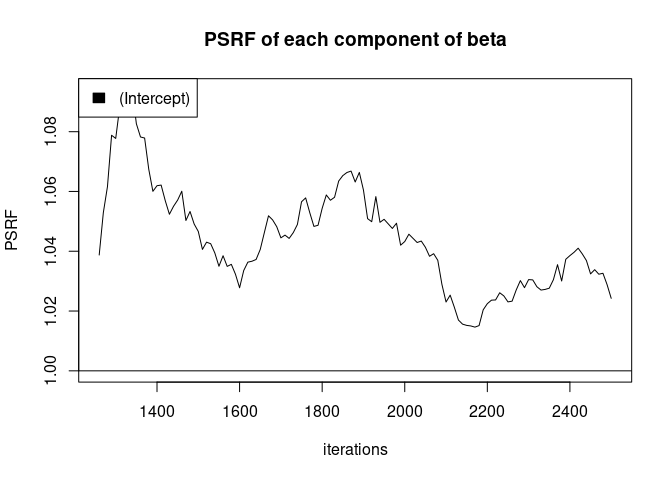 PSRF of each component of beta
(Intercept)
PSRF
1.08
1.06
1.04
1.02
1.00
1400 1600 1800 2000 2200 2400
iterations